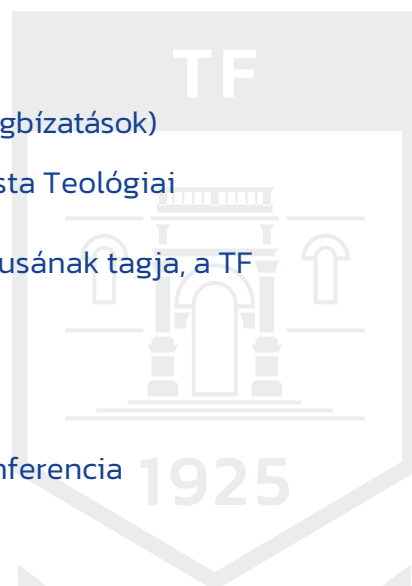 TF
gbízatások)
sta Teológiai
usának tagja, a TF
nferencia
1925